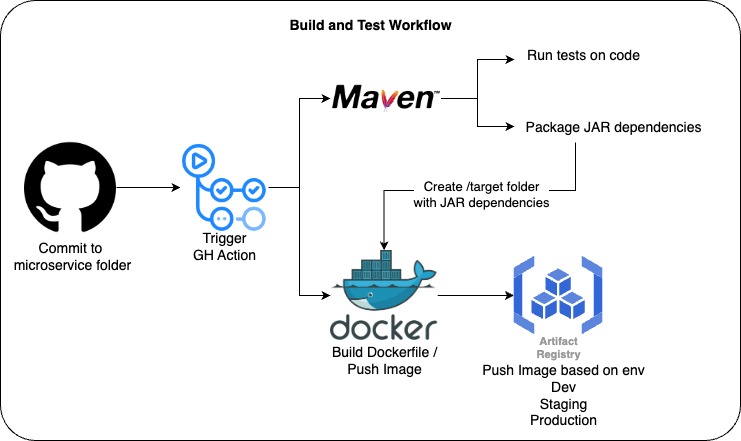 Build and Test Workflow
Run tests on code
Maven™
Package JAR dependencies
Create /target folder
with JAR dependencies
Commit to
microservice folder
Trigger
GH Action
docker
Build Dockerfile /
Push Image
Artifact
Registry
Push Image based on env
Dev
Staging
Production